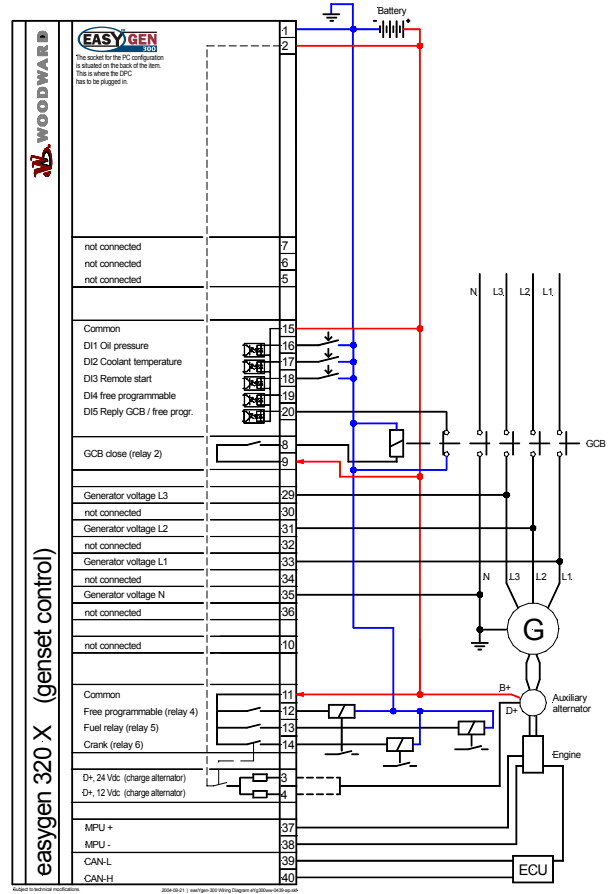 WOODWARD
easygen 320 X (genset control)
EASYGEN
300
The socket for the PC configuration
is situated on the back of the item.
This is where the DPC
has to be plugged in.
1
2
Battery
not connected 7
not connected 6
not connected 5
N L3 L2 L1
Common 15
DI1 Oil pressure 16
DI2 Coolant temperature 17
DI3 Remote start 18
DI4 free programmable 19
DI5 Reply GCB / free progr. 20
GCB close (relay 2) 8
9
GCB
Generator voltage L3 29
not connected 30
Generator voltage L2 31
not connected 32
Generator voltage L1 33
not connected 34
Generator voltage N 35
not connected 36
not connected 10
N L3 L2 L1
G
Common 11
Free programmable (relay 4) 12
Fuel relay (relay 5) 13
Crank (relay 6) 14
B+
D+
Auxiliary
alternator
Engine
D+, 24 Vdc (charge alternator) 3
D+, 12 Vdc (charge alternator) 4
MPU + 37
MPU - 38
CAN-L 39
CAN-H 40
ECU
Subject to technical modifications.
2004-09-21 | easYgen-300 Wiring Diagram